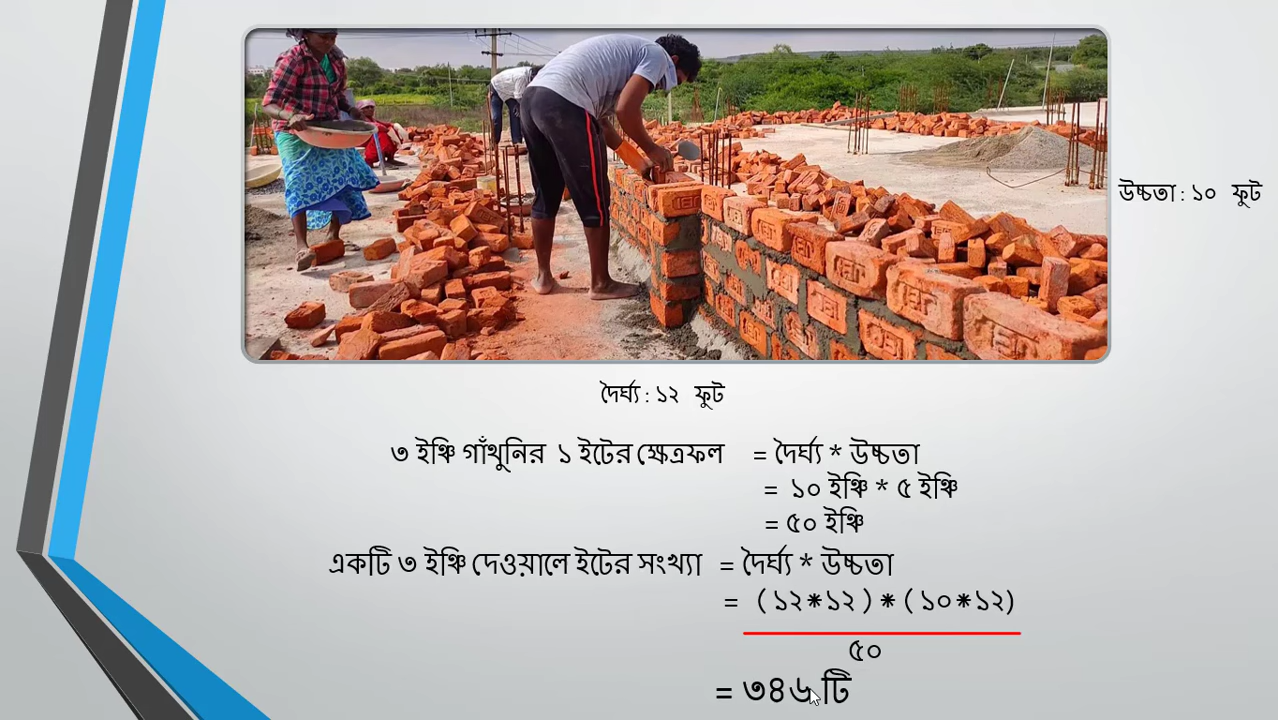 উচ্চতা : ১০ ফুট
দৈর্ঘ্য : ১২ ফুট
৩ ইঞ্চি গাঁথুনির ১ ইটের ক্ষেত্রফল = দৈর্ঘ্য * উচ্চতা
= ১০ ইঞ্চি * ৫ ইঞ্চি
= ৫০ ইঞ্চি
একটি ৩ ইঞ্চি দেওয়ালে ইটের সংখ্যা = দৈর্ঘ্য * উচ্চতা
= ( ১২*১২ ) * ( ১০*১২)
৫০
= ৩৪৬ টি